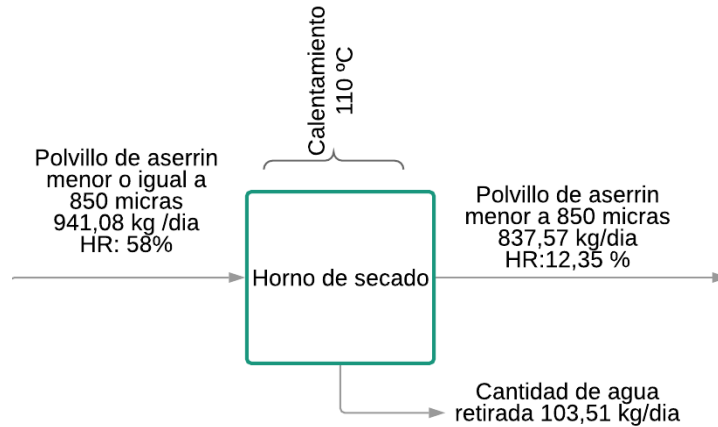 Calentamiento
110 ºC
Polvillo de aserrin
menor o igual a
850 micras
941,08 kg /dia
HR: 58%
Horno de secado
Polvillo de aserrin
menor a 850 micras
837,57 kg/dia
HR:12,35 %
Cantidad de agua
retirada 103,51 kg/dia